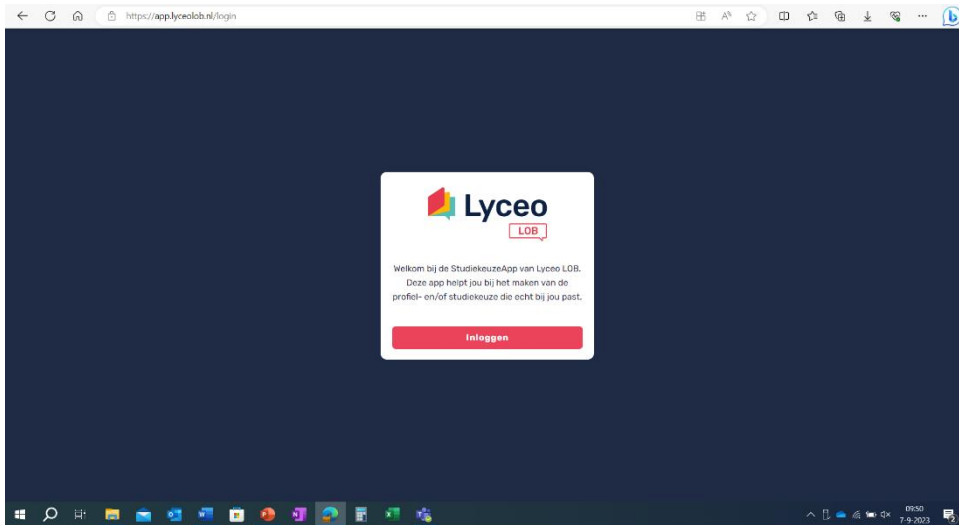 https://app.lyceolob.nl/login
Lyceo
LOB
Welkom bij de StudiekeuzeApp van Lyceo LOB.
Deze app helpt jou bij het maken van de
profiel- en/of studiekeuze die echt bij jou past.
Inloggen
09:50
7-9-2023